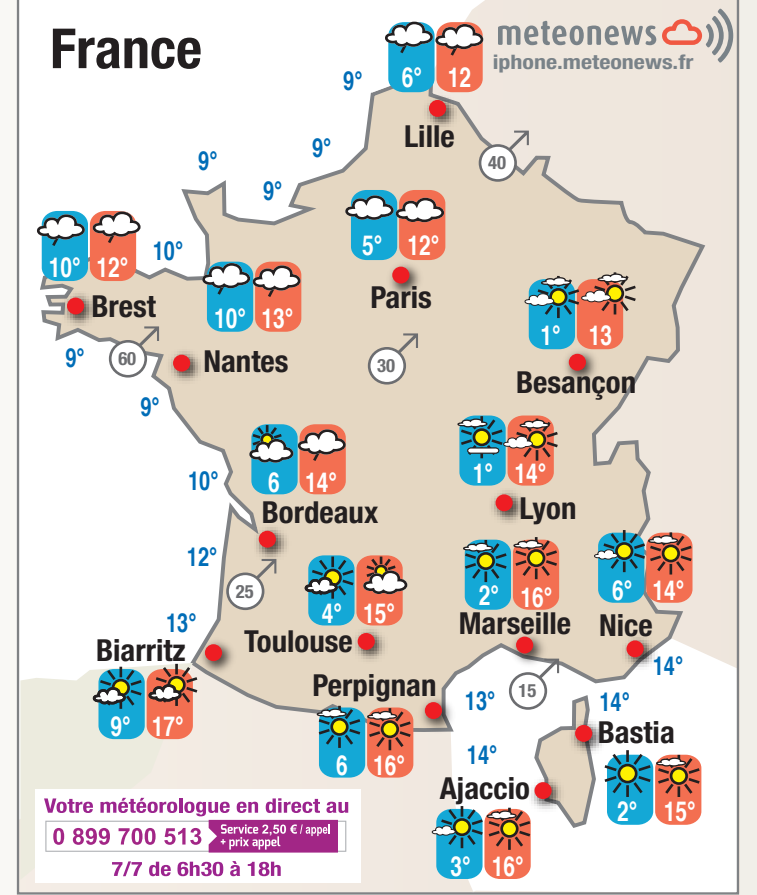 France
meteonews
iphone.meteonews.fr
6° 12
Lille
9°
9°
9°
9°
40
5° 12°
Paris
10° 12°
Brest
10°
10° 13°
Nantes
60
9°
9°
30
1° 13
Besançon
6 14°
Bordeaux
10°
1° 14°
Lyon
12°
25
4° 15°
Toulouse
2° 16°
Marseille
6° 14°
Nice
13°
Biarritz
9° 17°
14°
Perpignan
6 16°
13°
15
14°
Bastia
2° 15°
14°
Ajaccio
3° 16°
Votre météorologue en direct au
0 899 700 513 Service 2,50 € / appel
+ prix appel
7/7 de 6h30 à 18h